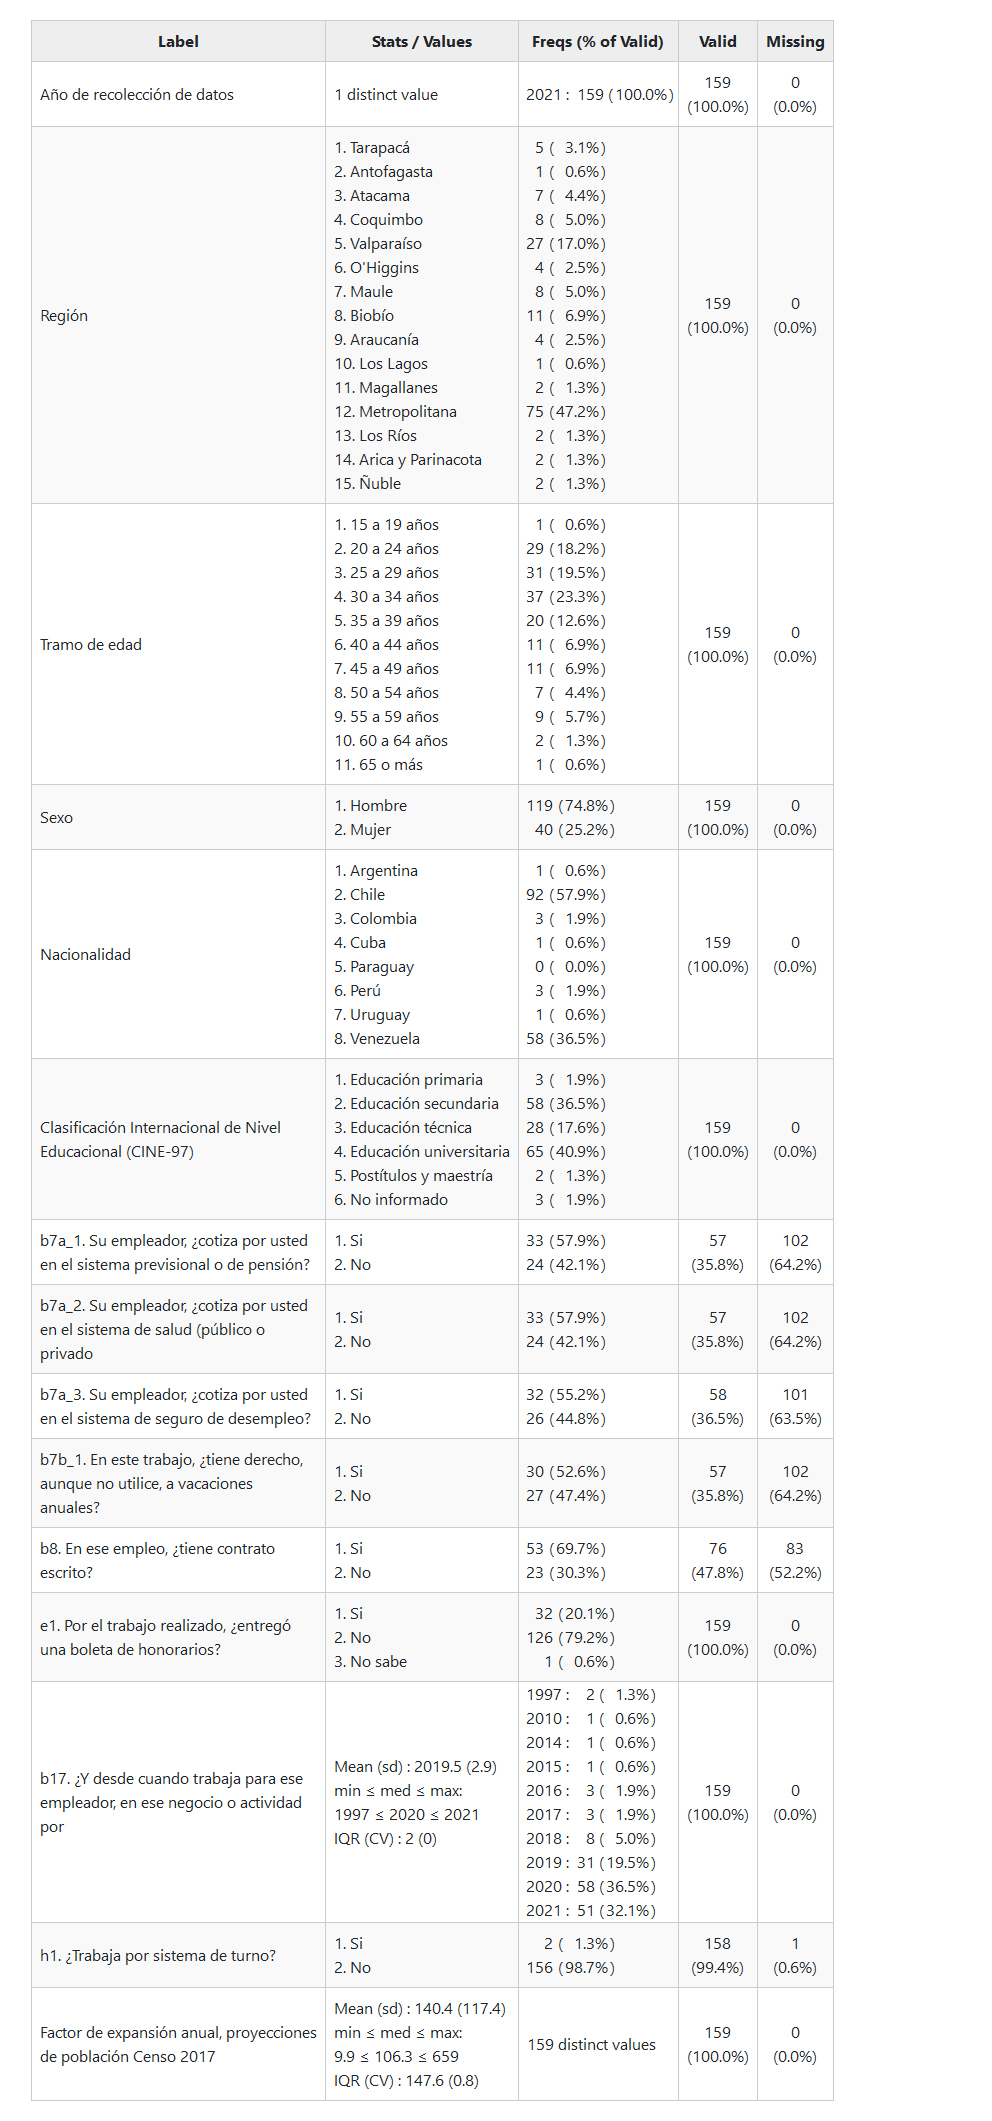 Label Stats / Values Freqs (% of Valid) Valid Missing
Año de recolección de datos 1 distinct value 2021 : 159 (100.0%) 159 (100.0%) 0 (0.0%)
Región
1. Tarapacá 5 ( 3.1%)
2. Antofagasta 1 ( 0.6%)
3. Atacama 7 ( 4.4%)
4. Coquimbo 8 ( 5.0%)
5. Valparaíso 27 (17.0%)
6. O'Higgins 4 ( 2.5%)
7. Maule 8 ( 5.0%)
8. Biobío 11 ( 6.9%)
9. Araucanía 4 ( 2.5%)
10. Los Lagos 1 ( 0.6%)
11. Magallanes 2 ( 1.3%)
12. Metropolitana 75 (47.2%)
13. Los Ríos 2 ( 1.3%)
14. Arica y Parinacota 2 ( 1.3%)
15. Ñuble 2 ( 1.3%)
159 (100.0%) 0 (0.0%)
Tramo de edad
1. 15 a 19 años 1 ( 0.6%)
2. 20 a 24 años 29 (18.2%)
3. 25 a 29 años 31 (19.5%)
4. 30 a 34 años 37 (23.3%)
5. 35 a 39 años 20 (12.6%)
6. 40 a 44 años 11 ( 6.9%)
7. 45 a 49 años 11 ( 6.9%)
8. 50 a 54 años 7 ( 4.4%)
9. 55 a 59 años 9 ( 5.7%)
10. 60 a 64 años 2 ( 1.3%)
11. 65 o más 1 ( 0.6%)
159 (100.0%) 0 (0.0%)
Sexo
1. Hombre 119 (74.8%)
2. Mujer 40 (25.2%)
159 (100.0%) 0 (0.0%)
Nacionalidad
1. Argentina 1 ( 0.6%)
2. Chile 92 (57.9%)
3. Colombia 3 ( 1.9%)
4. Cuba 1 ( 0.6%)
5. Paraguay 0 ( 0.0%)
6. Perú 3 ( 1.9%)
7. Uruguay 1 ( 0.6%)
8. Venezuela 58 (36.5%)
159 (100.0%) 0 (0.0%)
Clasificación Internacional de Nivel
Educacional (CINE-97)
1. Educación primaria 3 ( 1.9%)
2. Educación secundaria 58 (36.5%)
3. Educación técnica 28 (17.6%)
4. Educación universitaria 65 (40.9%)
5. Postítulos y maestría 2 ( 1.3%)
6. No informado 3 ( 1.9%)
159 (100.0%) 0 (0.0%)
b7a_1. Su empleador, ¿cotiza por usted
en el sistema previsional o de pensión?
1. Si 33 (57.9%)
2. No 24 (42.1%)
57 (35.8%) 102 (64.2%)
b7a_2. Su empleador, ¿cotiza por usted
en el sistema de salud (público o
privado
1. Si 33 (57.9%)
2. No 24 (42.1%)
57 (35.8%) 102 (64.2%)
b7a_3. Su empleador, ¿cotiza por usted
en el sistema de seguro de desempleo?
1. Si 32 (55.2%)
2. No 26 (44.8%)
58 (36.5%) 101 (63.5%)
b7b_1. En este trabajo, ¿tiene derecho,
aunque no utilice, a vacaciones
anuales?
1. Si 30 (52.6%)
2. No 27 (47.4%)
57 (35.8%) 102 (64.2%)
b8. En ese empleo, ¿tiene contrato
escrito?
1. Si 53 (69.7%)
2. No 23 (30.3%)
76 (47.8%) 83 (52.2%)
e1. Por el trabajo realizado, ¿entregó
una boleta de honorarios?
1. Si 32 (20.1%)
2. No 126 (79.2%)
3. No sabe 1 ( 0.6%)
159 (100.0%) 0 (0.0%)
b17. ¿Y desde cuando trabaja para ese
empleador, en ese negocio o actividad
por
Mean (sd) : 2019.5 (2.9)
min ≤ med ≤ max:
1997 ≤ 2020 ≤ 2021
IQR (CV) : 2 (0)
1997 : 2 ( 1.3%)
2010 : 1 ( 0.6%)
2014 : 1 ( 0.6%)
2015 : 1 ( 0.6%)
2016 : 3 ( 1.9%)
2017 : 3 ( 1.9%)
2018 : 8 ( 5.0%)
2019 : 31 (19.5%)
2020 : 58 (36.5%)
2021 : 51 (32.1%)
159 (100.0%) 0 (0.0%)
h1. ¿Trabaja por sistema de turno?
1. Si 2 ( 1.3%)
2. No 156 (98.7%)
158 (99.4%) 1 (0.6%)
Factor de expansión anual, proyecciones
de población Censo 2017
Mean (sd) : 140.4 (117.4)
min ≤ med ≤ max:
9.9 ≤ 106.3 ≤ 659
IQR (CV) : 147.6 (0.8)
159 distinct values
159 (100.0%) 0 (0.0%)